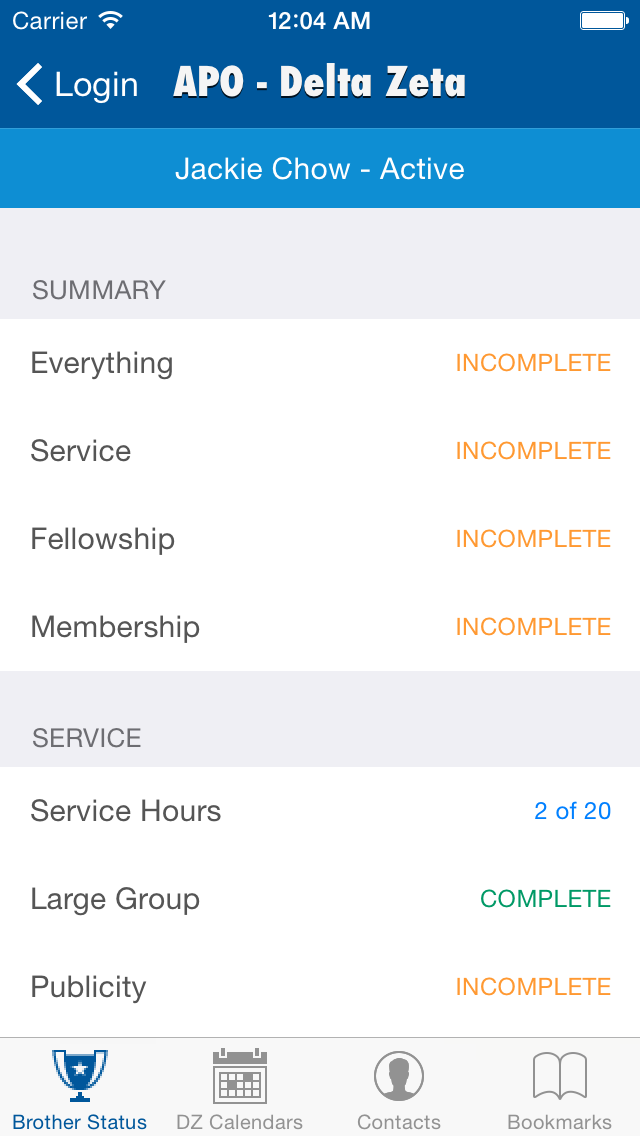 Carrier 12:04 AM
Login APO - Delta Zeta
Jackie Chow - Active
SUMMARY
Everything INCOMPLETE
Service INCOMPLETE
Fellowship INCOMPLETE
Membership INCOMPLETE
SERVICE
Service Hours 2 of 20
Large Group COMPLETE
Publicity INCOMPLETE
Brother Status DZ Calendars Contacts Bookmarks